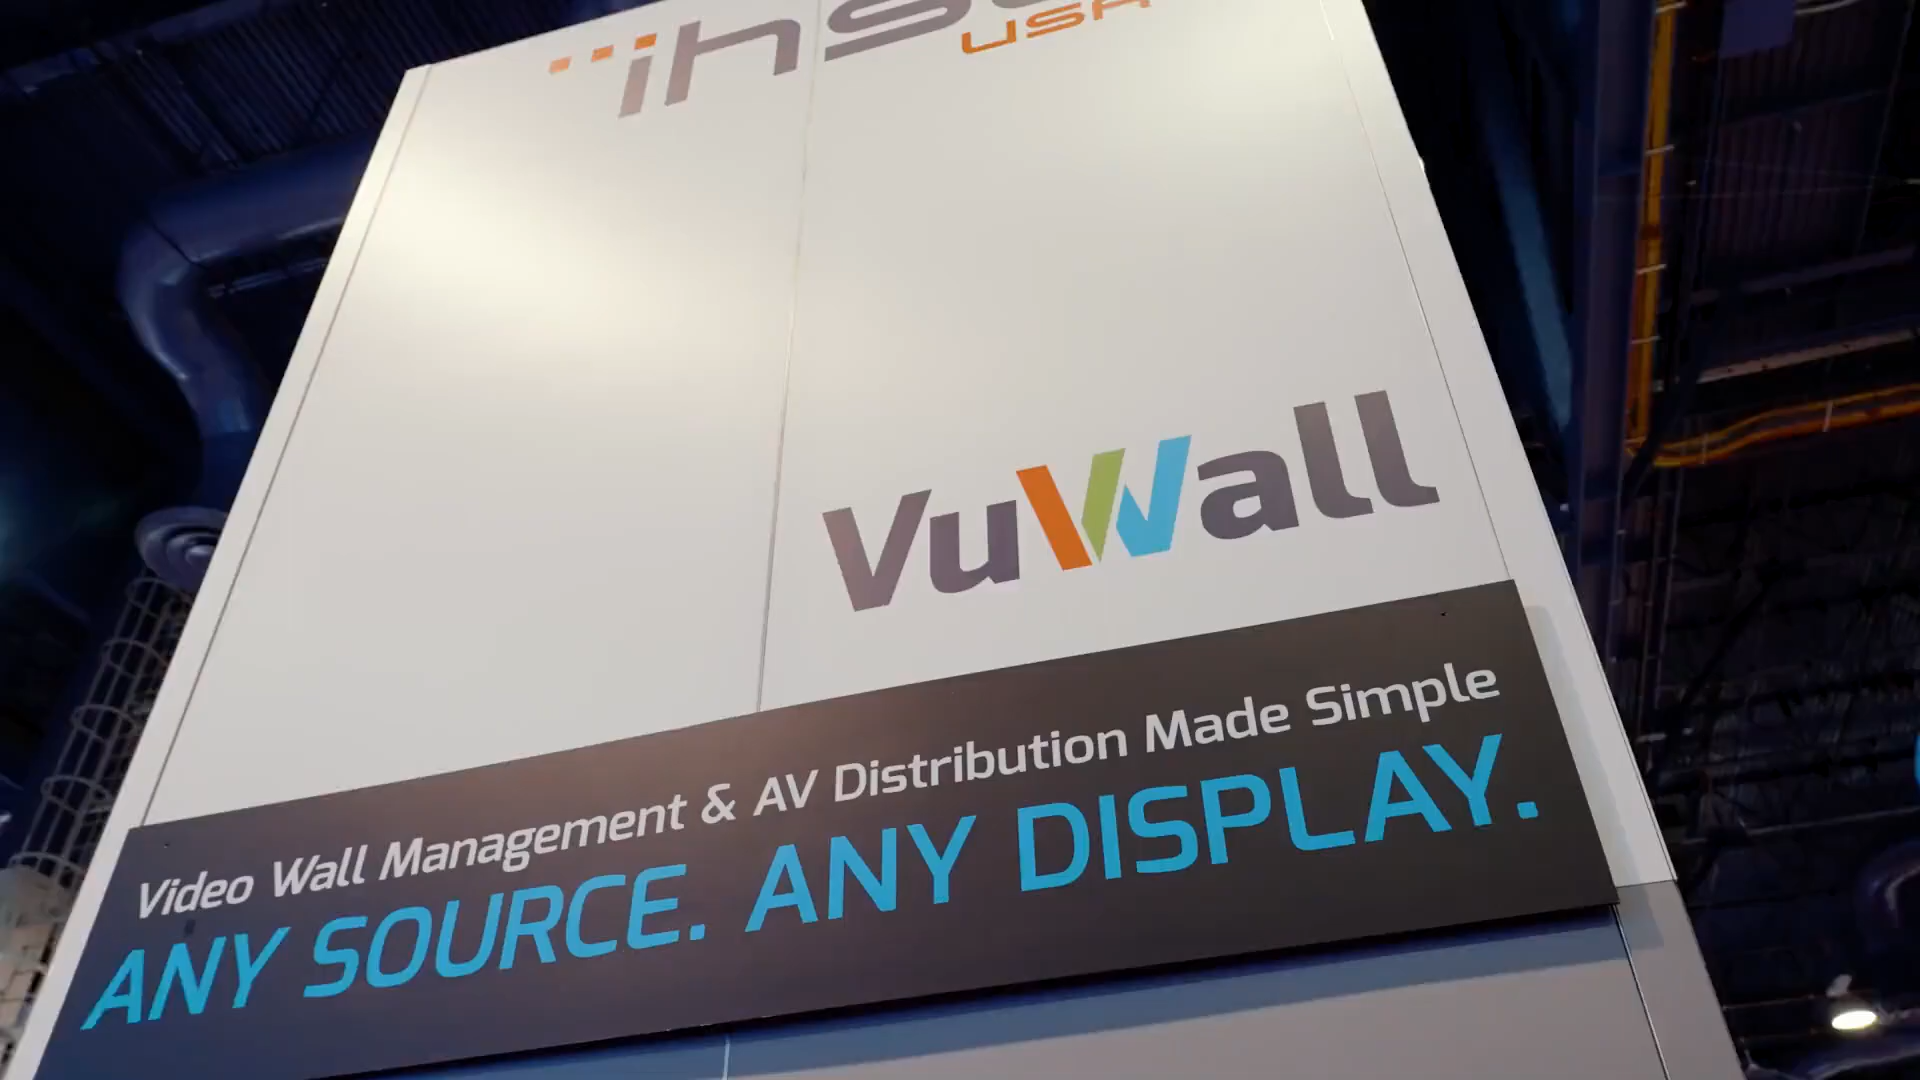 USA
VuWall
Video Wall Management & AV Distribution Made Simple
ANY SOURCE. ANY DISPLAY.